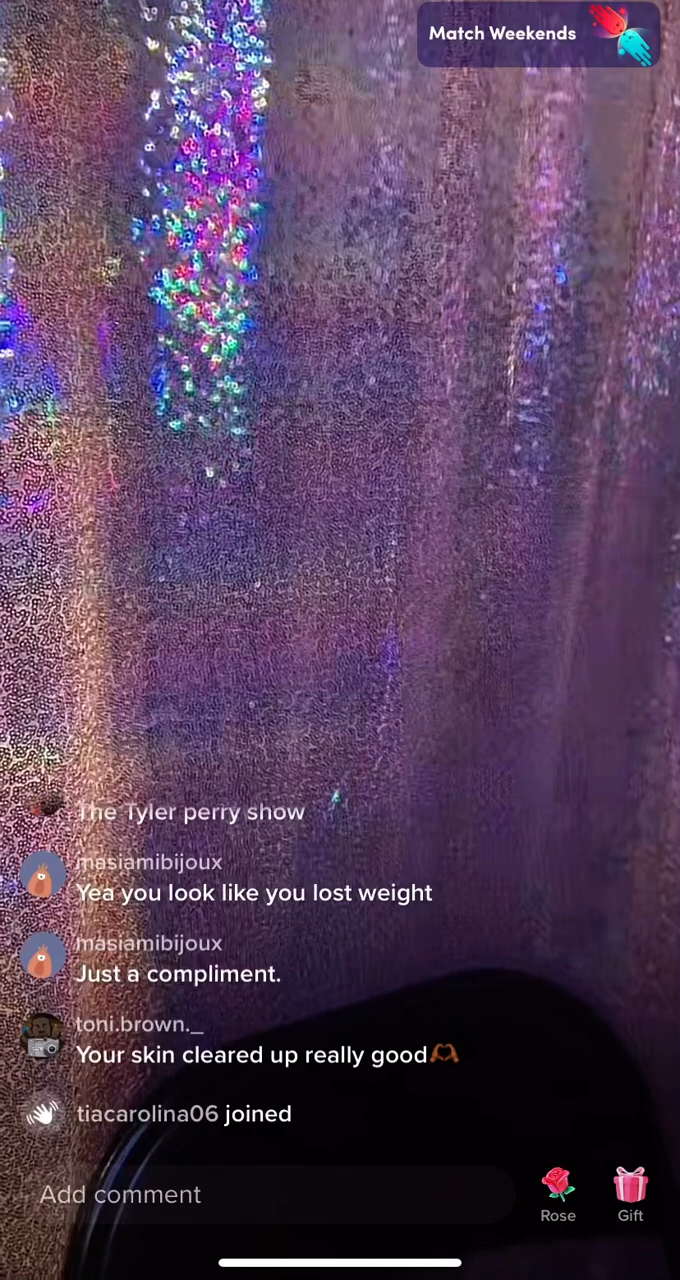 Match Weekends
The Tyler perry show
masiamibijoux
Yea you look like you lost weight
masiamibijoux
Just a compliment.
toni.brown._
Your skin cleared up really good🫶🏾
tiacarolina06 joined
Add comment
Rose
Gift